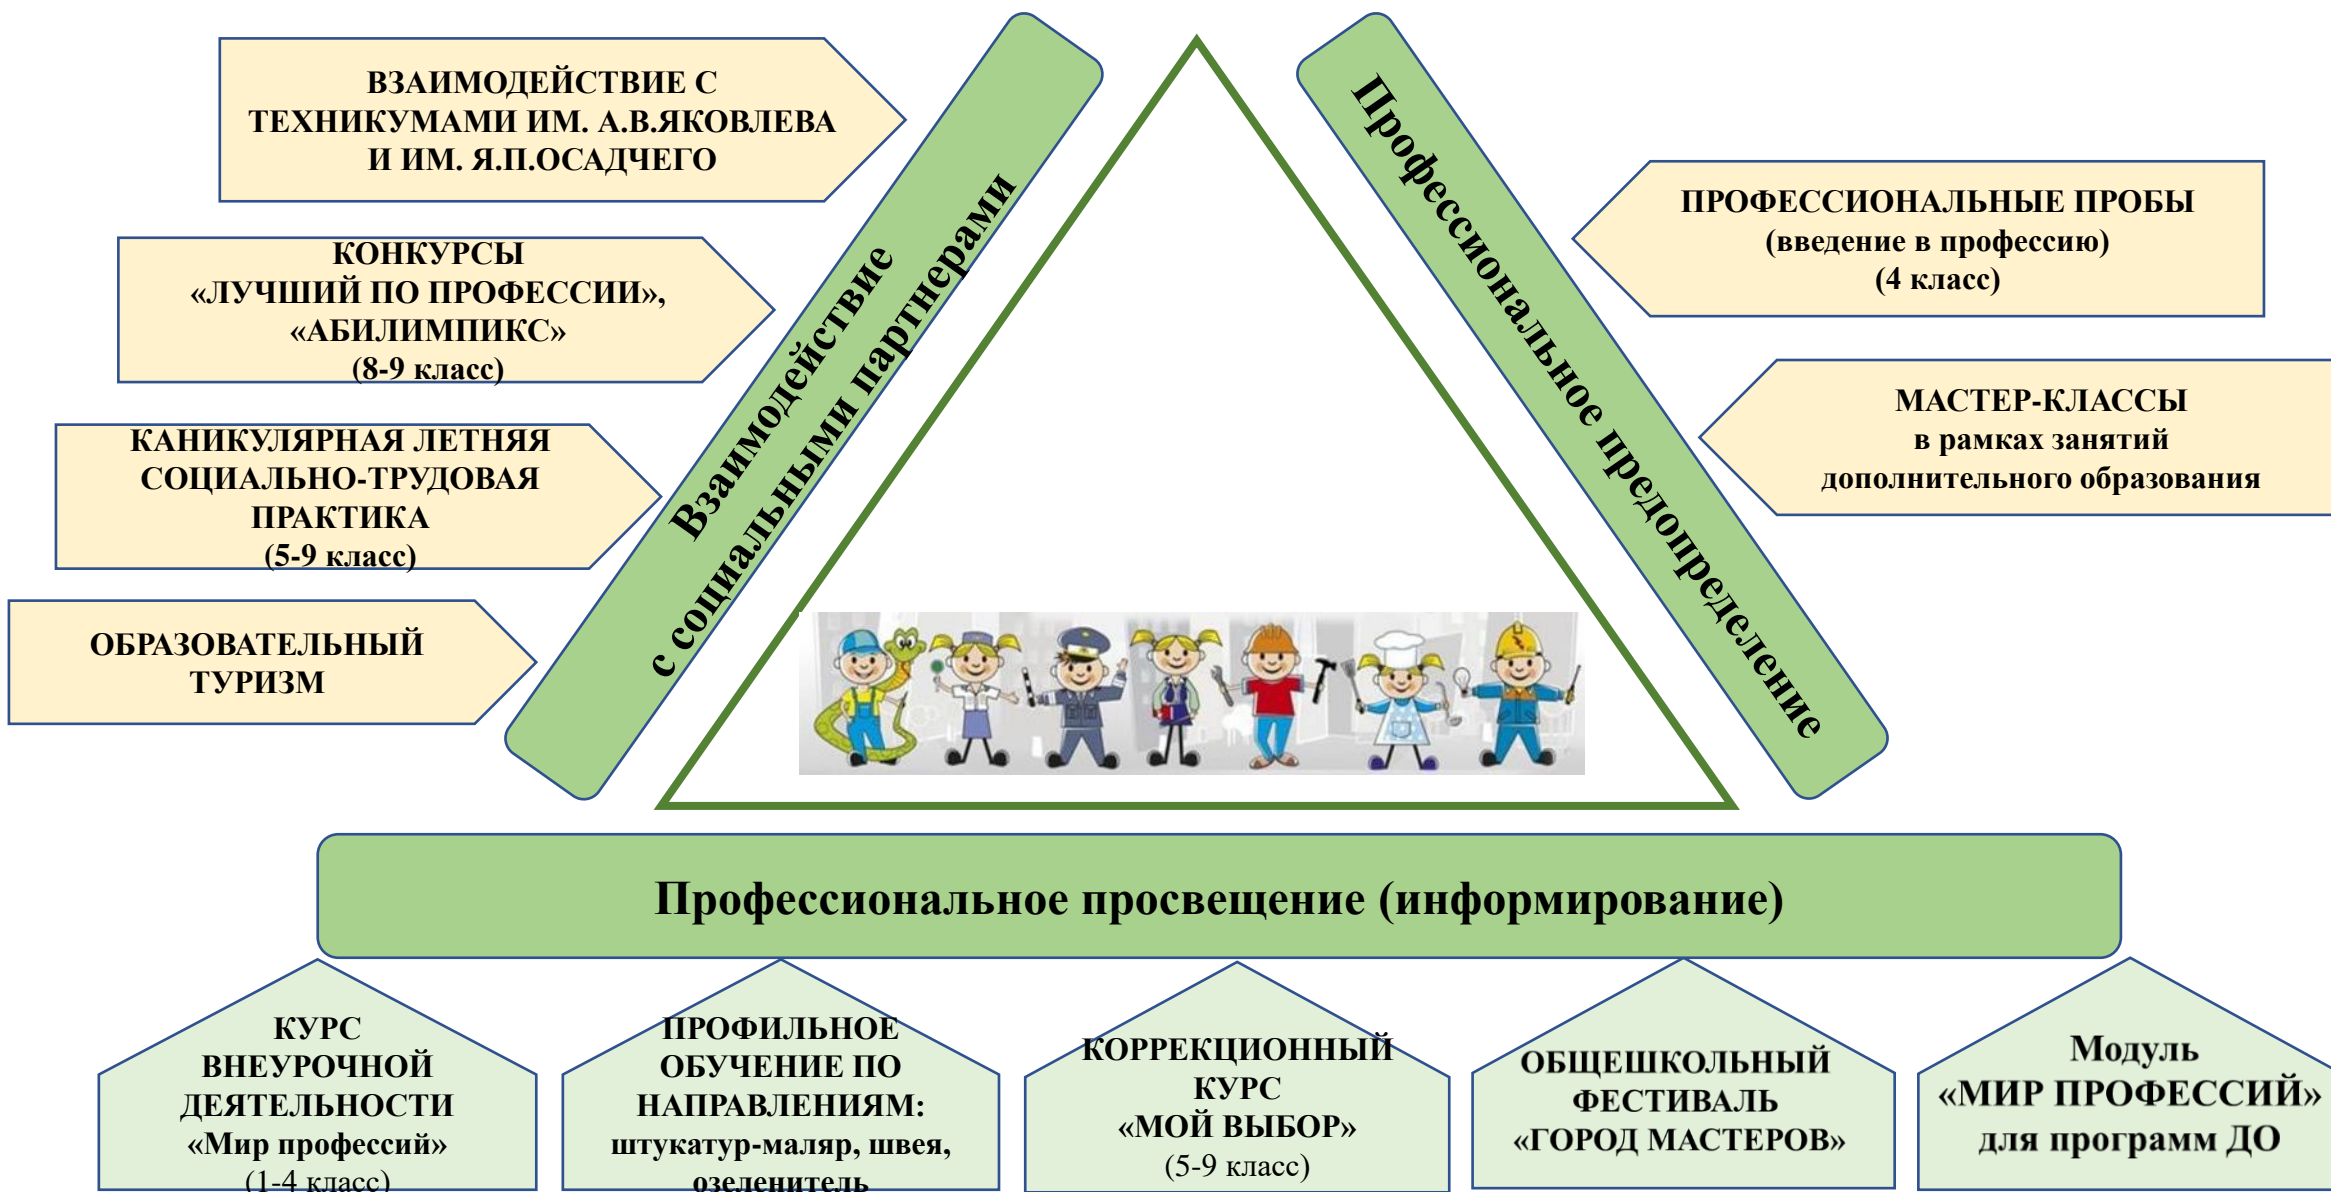 ВЗАИМОДЕЙСТВИЕ С
ТЕХНИКУМАМИ ИМ. А.В.ЯКОВЛЕВА
И ИМ. Я.П.ОСАДЧЕГО
КОНКУРСЫ
«ЛУЧШИЙ ПО ПРОФЕССИИ»,
«АБИЛИМПИКС»
(8-9 класс)
КАНИКУЛЯРНАЯ ЛЕТНЯЯ
СОЦИАЛЬНО-ТРУДОВАЯ
ПРАКТИКА
(5-9 класс)
ОБРАЗОВАТЕЛЬНЫЙ
ТУРИЗМ
Взаимодействие
с социальными партнерами
Профессиональное предопределение
ПРОФЕССИОНАЛЬНЫЕ ПРОБЫ
(введение в профессию)
(4 класс)
МАСТЕР-КЛАССЫ
в рамках занятий
дополнительного образования
Профессиональное просвещение (информирование)
КУРС
ВНЕУРОЧНОЙ
ДЕЯТЕЛЬНОСТИ
«Мир профессий»
(1-4 класс)
ПРОФИЛЬНОЕ
ОБУЧЕНИЕ ПО
НАПРАВЛЕНИЯМ:
штукатур-маляр, швея,
озеленитель
КОРРЕКЦИОННЫЙ
КУРС
«МОЙ ВЫБОР»
(5-9 класс)
ОБЩЕШКОЛЬНЫЙ
ФЕСТИВАЛЬ
«ГОРОД МАСТЕРОВ»
Модуль
«МИР ПРОФЕССИЙ»
для программ ДО